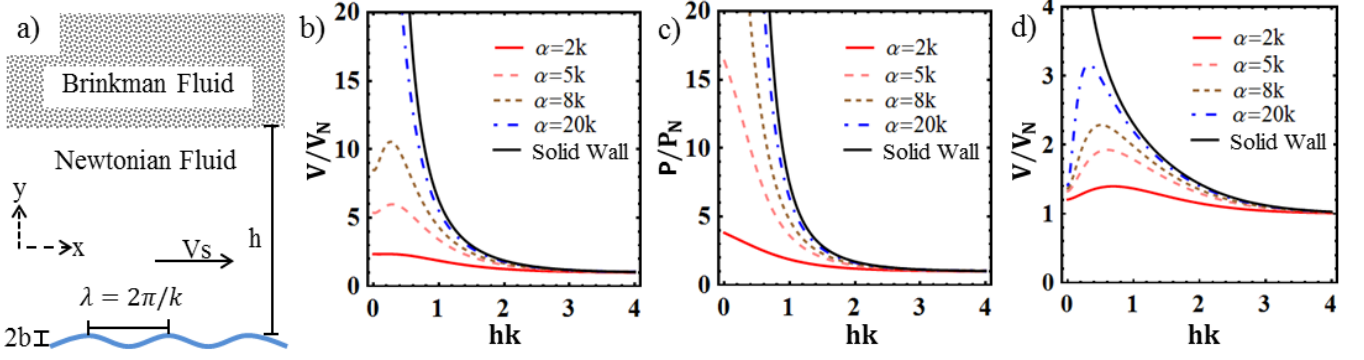 a)
Brinkman Fluid
Newtonian Fluid
y
x
Vs
h
λ = 2π/k
2b
b)
V/V_N
20
15
10
5
0
0 1 2 3 4
hk
α=2k
α=5k
α=8k
α=20k
Solid Wall
c)
P/P_N
20
15
10
5
0
0 1 2 3 4
hk
α=2k
α=5k
α=8k
α=20k
Solid Wall
d)
V/V_N
4
3
2
1
0
0 1 2 3 4
hk
α=2k
α=5k
α=8k
α=20k
Solid Wall